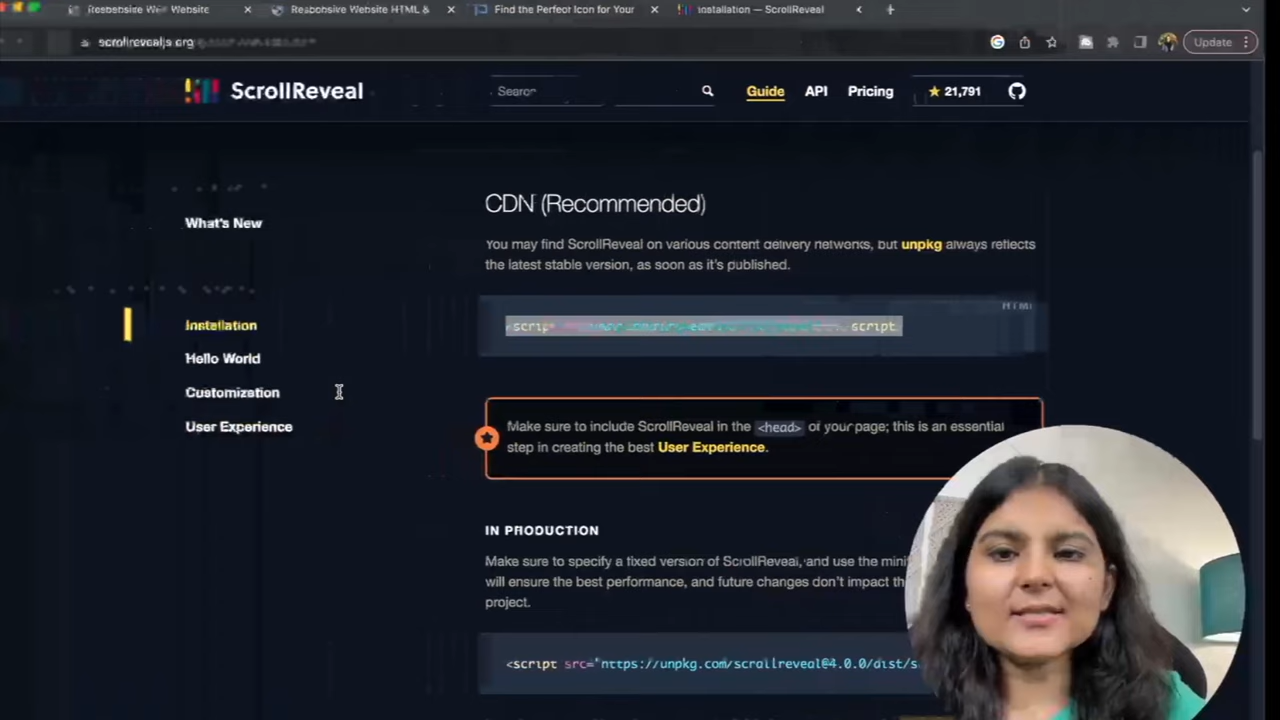 Responsive Website HTML &
Find the Perfect Icon for Your
Installation — ScrollReveal
scrollrevealjs.org
Update
ScrollReveal
Search
Guide
API
Pricing
★ 21,791
CDN (Recommended)
What's New
You may find ScrollReveal on various content delivery networks, but unpkg always reflects
the latest stable version, as soon as it's published.
HTML
Installation
script script
Hello World
Customization
User Experience
Make sure to include ScrollReveal in the <head> of your page; this is an essential
step in creating the best User Experience.
IN PRODUCTION
Make sure to specify a fixed version of ScrollReveal, and use the mini
will ensure the best performance, and future changes don't impact th
project.
<script src="https://unpkg.com/scrollreveal@4.0.0/dist/s